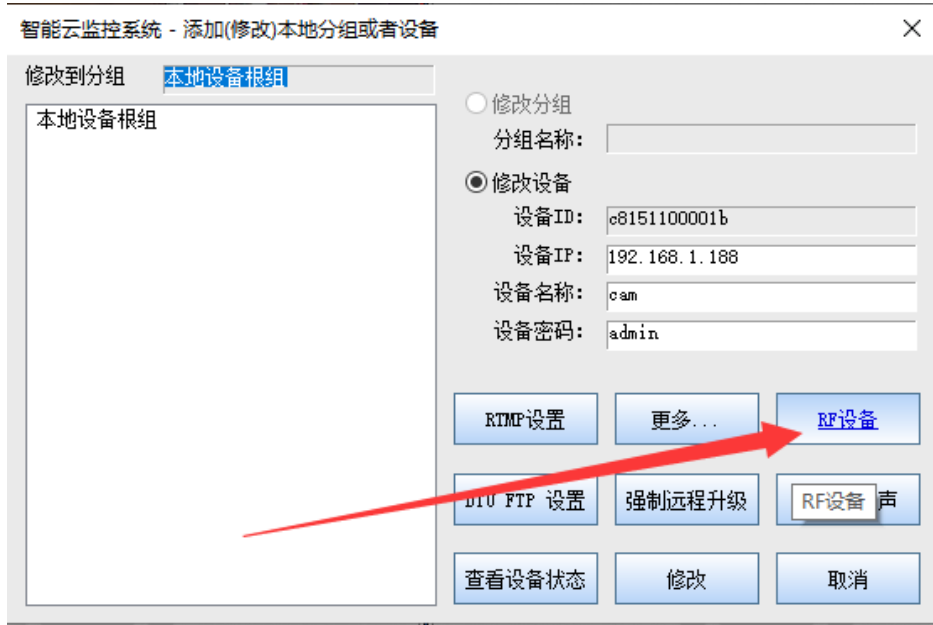 智能云监控系统 - 添加(修改)本地分组或者设备
修改到分组 本地设备根组
本地设备根组
修改分组
分组名称：
修改设备
设备ID： c8151100001b
设备IP： 192.168.1.188
设备名称： cam
设备密码： admin
RTMP设置 更多... RF设备
DTU FTP 设置 强制远程升级 RF设备 声
查看设备状态 修改 取消